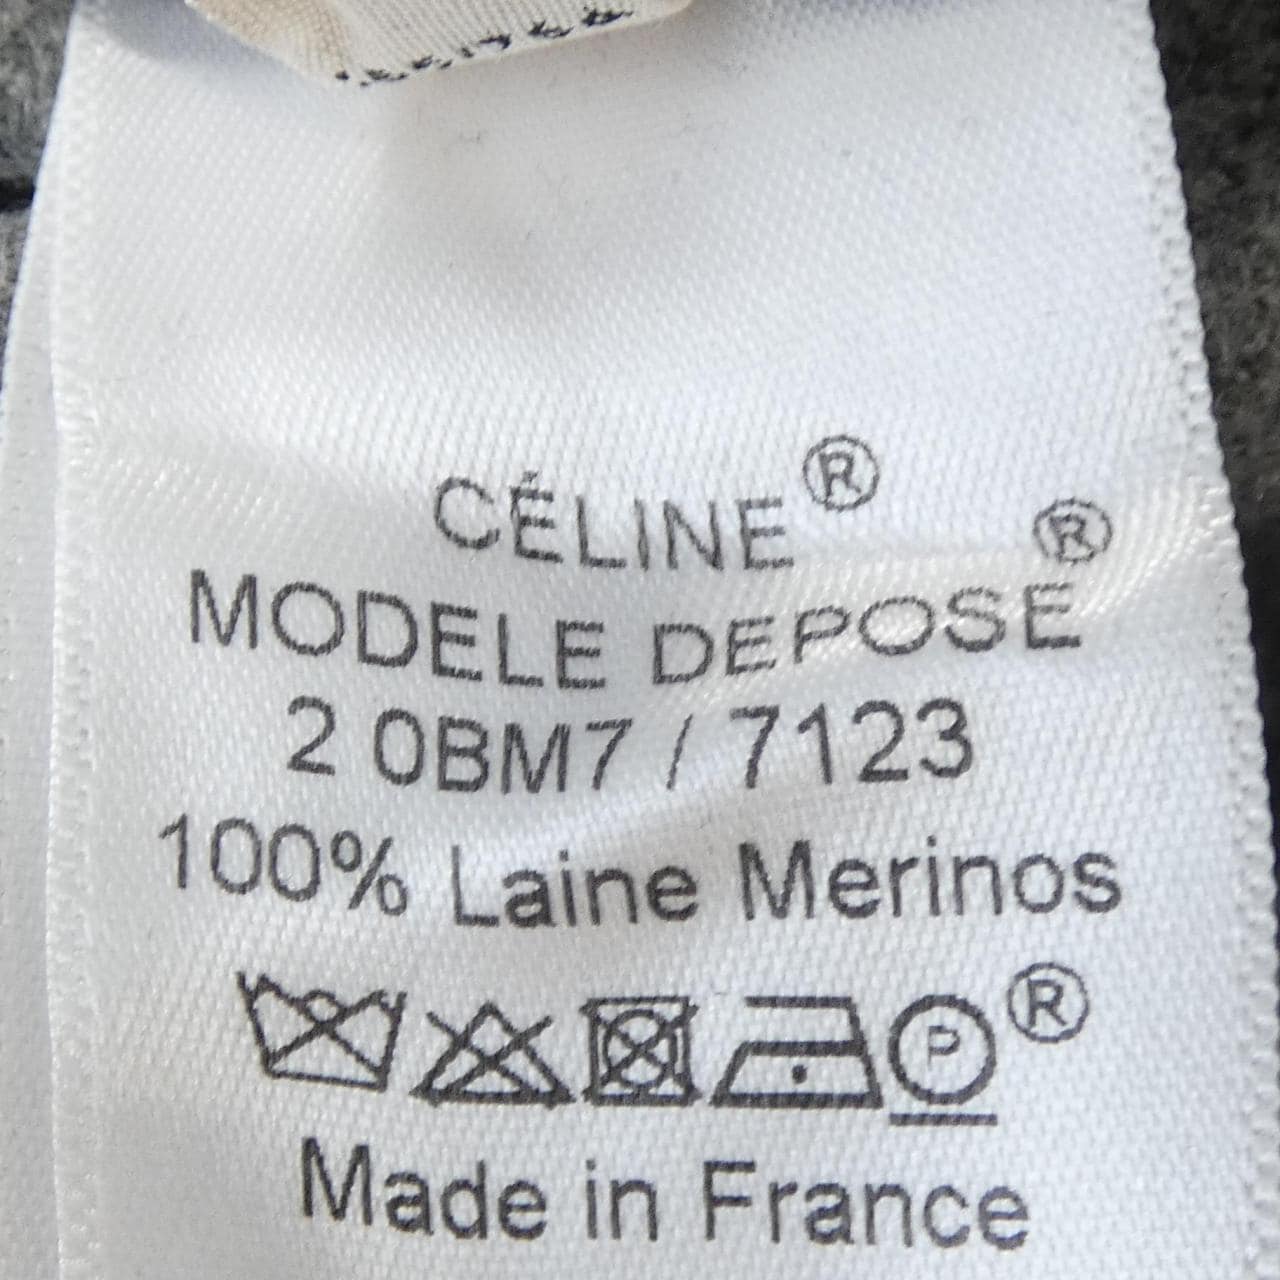 CÉLINE®
MODELE DEPOSE®
2 0BM7 / 7123
100% Laine Merinos
P ®
Made in France